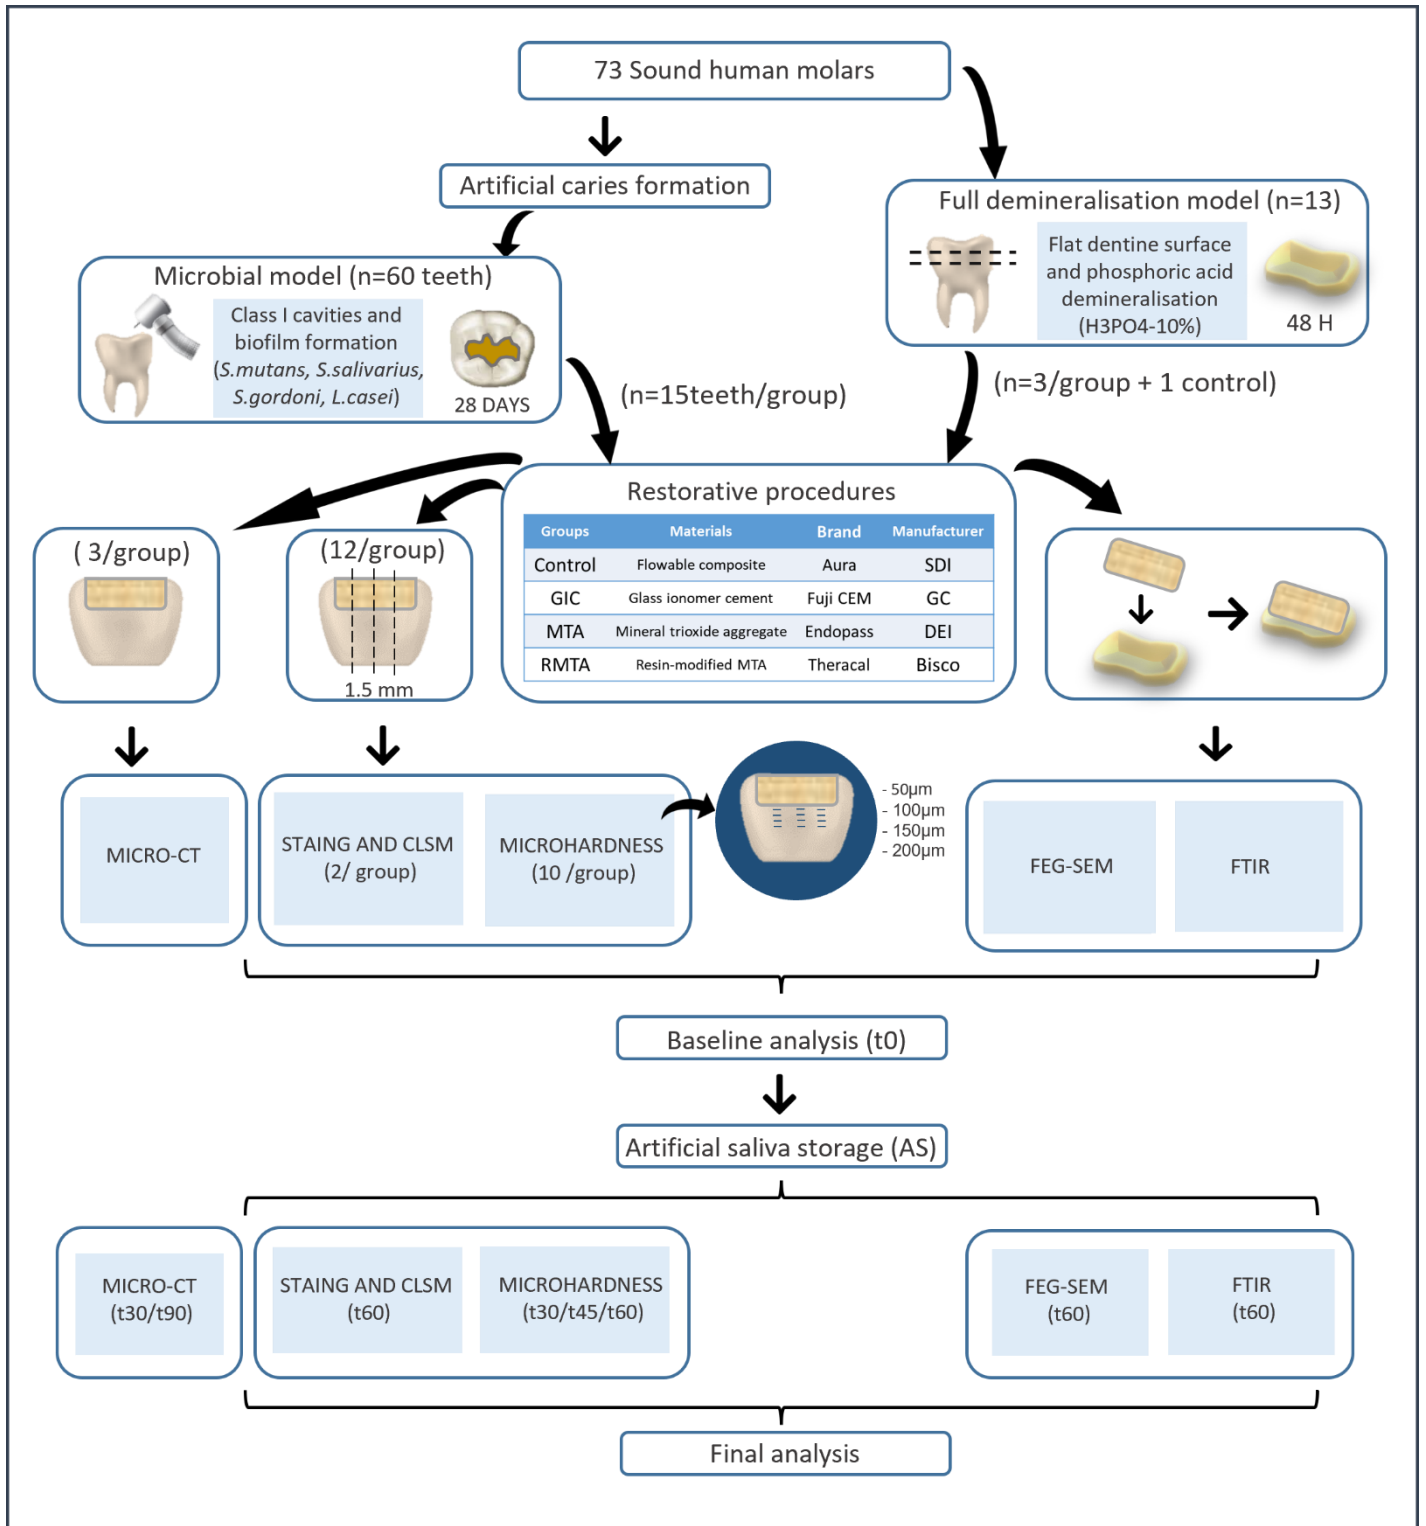 73 Sound human molars
Artificial caries formation
Full demineralisation model (n=13)
Flat dentine surface
and phosphoric acid
demineralisation
(H3PO4-10%)
48 H
Microbial model (n=60 teeth)
Class I cavities and
biofilm formation
(S.mutans, S.salivarius,
S.gordoni, L.casei)
28 DAYS
(n=15teeth/group)
(n=3/group + 1 control)
Restorative procedures
Groups Materials Brand Manufacturer
Control Flowable composite Aura SDI
GIC Glass ionomer cement Fuji CEM GC
MTA Mineral trioxide aggregate Endopass DEI
RMTA Resin-modified MTA Theracal Bisco
( 3/group)
(12/group)
1.5 mm
MICRO-CT
STAING AND CLSM
(2/ group)
MICROHARDNESS
(10 /group)
- 50µm
- 100µm
- 150µm
- 200µm
FEG-SEM
FTIR
Baseline analysis (t0)
Artificial saliva storage (AS)
MICRO-CT
(t30/t90)
STAING AND CLSM
(t60)
MICROHARDNESS
(t30/t45/t60)
FEG-SEM
(t60)
FTIR
(t60)
Final analysis